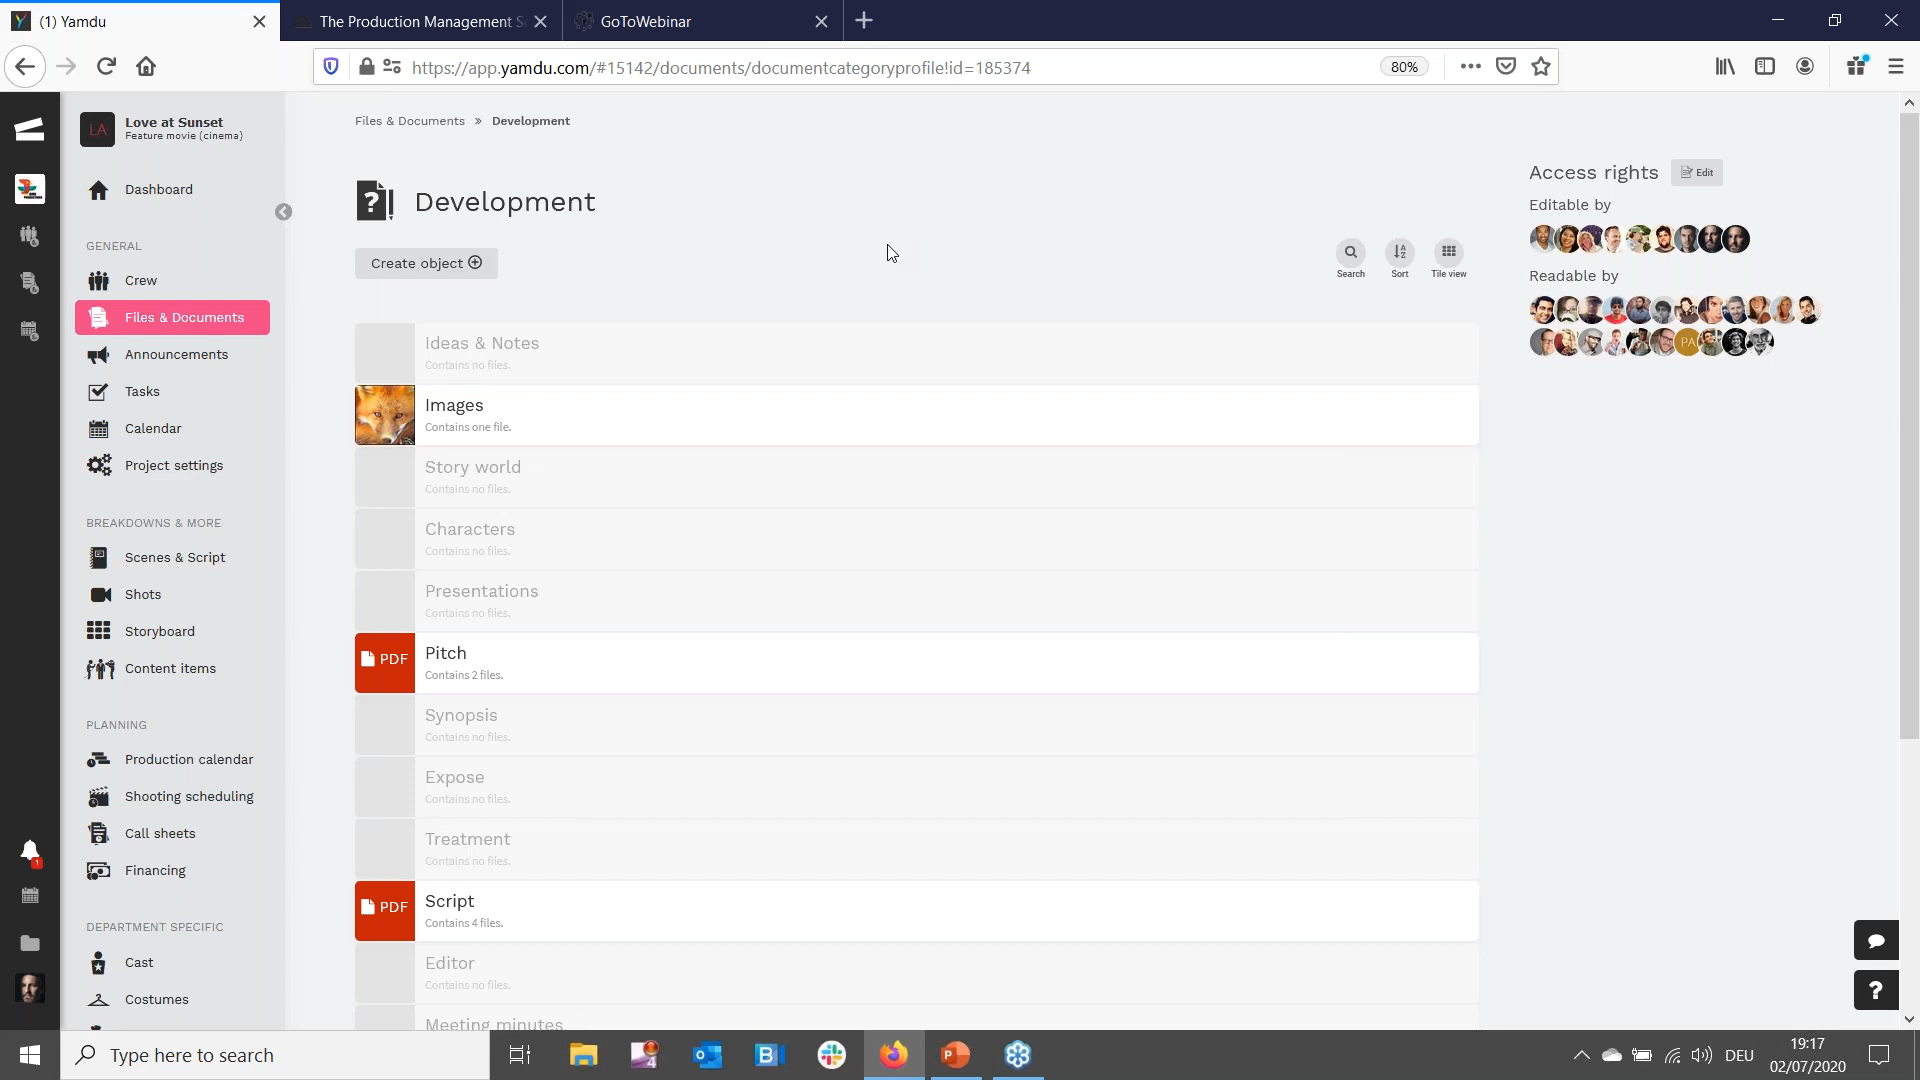 (1) Yamdu
The Production Management S
GoToWebinar
https://app.yamdu.com/#15142/documents/documentcategoryprofile!id=185374
80%
LA
Love at Sunset
Feature movie (cinema)
Dashboard
GENERAL
Crew
Files & Documents
Announcements
Tasks
Calendar
Project settings
BREAKDOWNS & MORE
Scenes & Script
Shots
Storyboard
Content items
PLANNING
Production calendar
Shooting scheduling
Call sheets
Financing
DEPARTMENT SPECIFIC
Cast
Costumes
1
Files & Documents » Development
Development
Create object
Search
Sort
Tile view
Ideas & Notes
Contains no files.
Images
Contains one file.
Story world
Contains no files.
Characters
Contains no files.
Presentations
Contains no files.
PDF
Pitch
Contains 2 files.
Synopsis
Contains no files.
Expose
Contains no files.
Treatment
Contains no files.
PDF
Script
Contains 4 files.
Editor
Contains no files.
Meeting minutes
Access rights
Edit
Editable by
Readable by
PA
?
Type here to search
DEU
19:17
02/07/2020